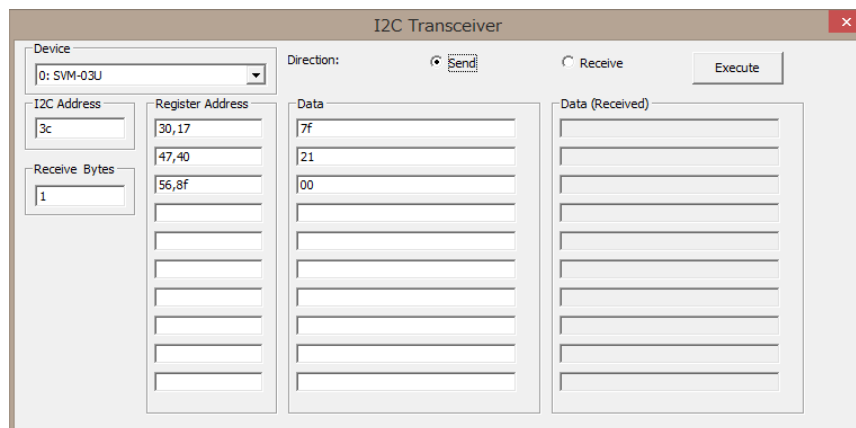 I2C Transceiver
Device
0: SVM-03U
Direction:
Send
Receive
Execute
I2C Address
3c
Receive Bytes
1
Register Address
30,17
47,40
56,8f
Data
7f
21
00
Data (Received)